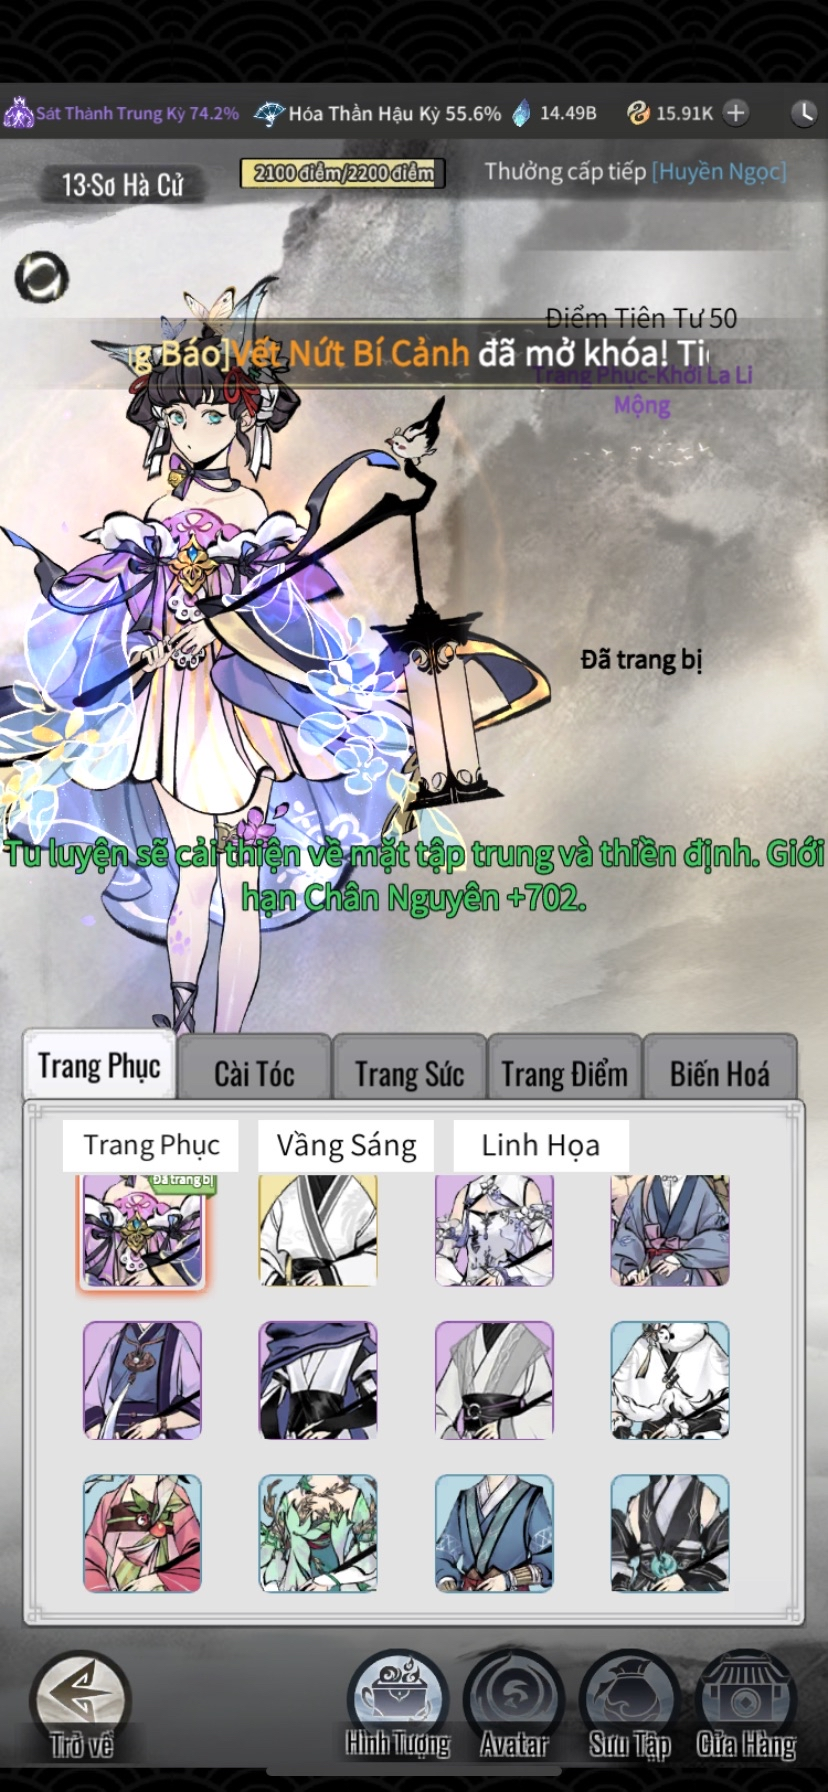 Sát Thành Trung Kỳ 74.2% Hóa Thần Hậu Kỳ 55.6% 14.49B 15.91K
13·Sơ Hà Cử 2100 điểm/2200 điểm Thưởng cấp tiếp [Huyền Ngọc]
Điểm Tiên Tư 50
g Báo]Vết Nứt Bí Cảnh đã mở khóa! Ti
Trang Phục-Khởi La Li
Mộng
Đã trang bị
Tu luyện sẽ cải thiện về mặt tập trung và thiền định. Giới
hạn Chân Nguyên +702.
Trang Phục Cài Tóc Trang Sức Trang Điểm Biến Hoá
Trang Phục Vầng Sáng Linh Họa
Đã trang bị
Trở về Hình Tượng Avatar Sưu Tập Cửa Hàng